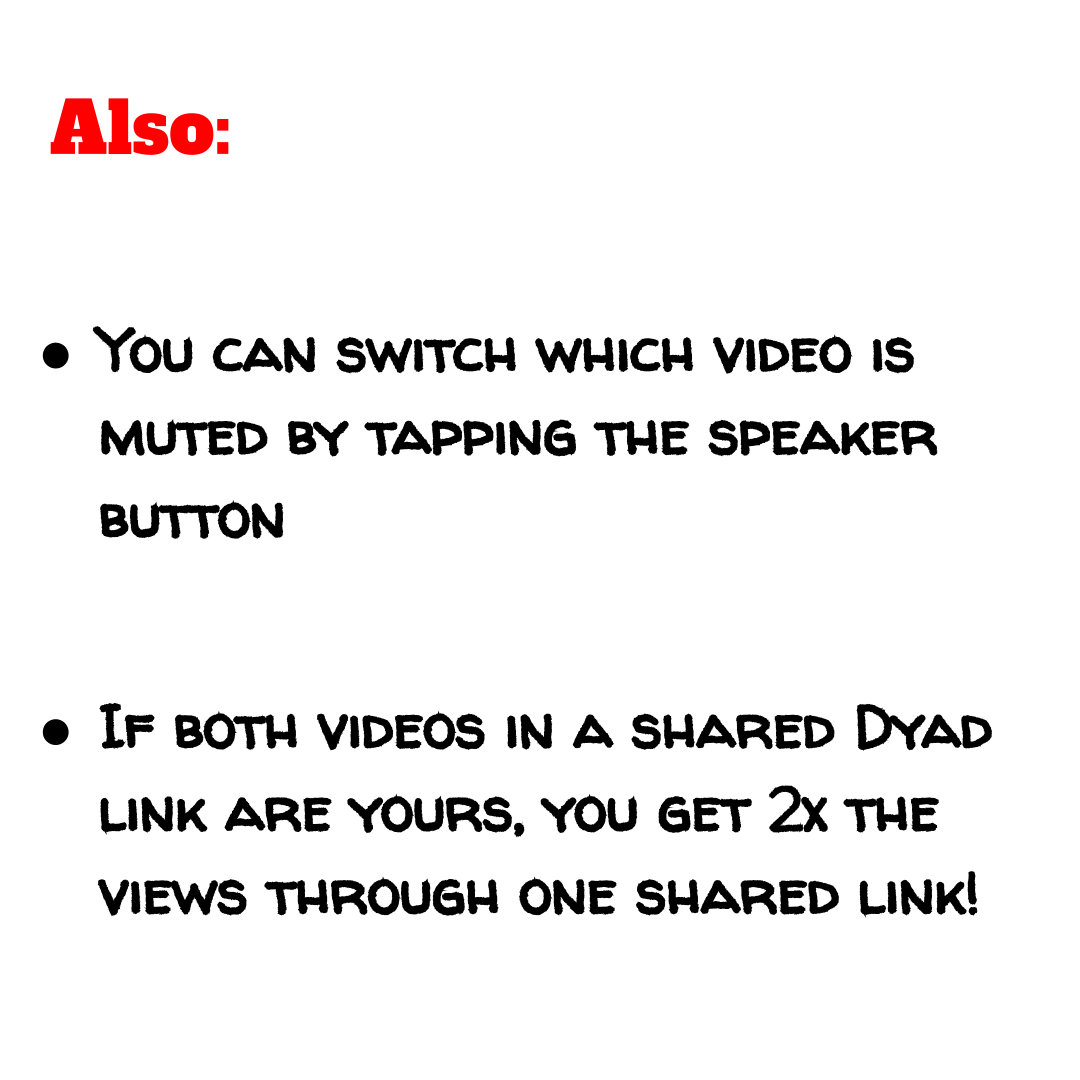 Also:
• You can switch which video is
muted by tapping the speaker
button
• If both videos in a shared Dyad
link are yours, you get 2x the
views through one shared link!